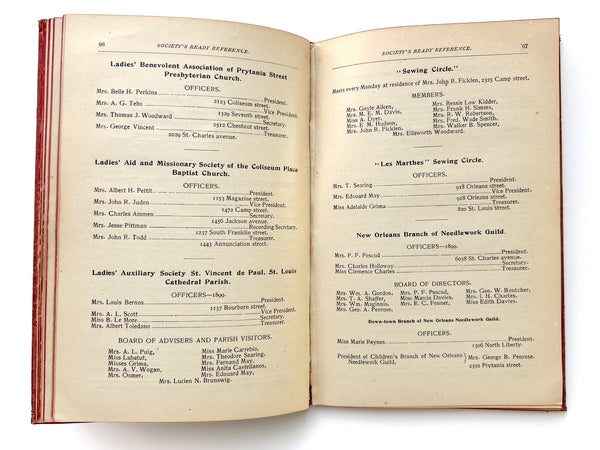 66
SOCIETY'S READY REFERENCE.
Ladies' Benevolent Association of Prytania Street
Presbyterian Church.
OFFICERS.
Mrs. Belle H. Perkins President.
2123 Coliseum street.
Mrs. A. G. Tebo Vice President.
1329 Seventh street.
Mrs. Thomas J. Woodward Secretary.
2512 Chestnut street.
Mrs. George Vincent Treasurer.
2029 St. Charles avenue.
Ladies' Aid and Missionary Society of the Coliseum Place
Baptist Church.
OFFICERS.
Mrs. Albert H. Pettit President.
1153 Magazine street.
Mrs. John R. Juden Vice President.
1472 Camp street.
Mrs. Charles Ammen Secretary.
1456 Jackson avenue.
Mrs. Jesse Pittman Recording Secretary.
1237 South Franklin street.
Mrs. John R. Todd Treasurer.
1441 Annunciation street.
Ladies' Auxiliary Society St. Vincent de Paul, St. Louis
Cathedral Parish.
OFFICERS—1899.
Mrs. Louis Bernos President.
1137 Bourborn street.
Mrs. A. L. Scott Vice President.
Miss B. Le More Secretary.
Mrs. Albert Toledano Treasurer.
BOARD OF ADVISERS AND PARISH VISITORS.
Mrs. A. L. Puig, Miss Marie Carrebio,
Miss Labatut, Mrs. Theodore Searing,
Misses Grima, Mrs. Fernand May,
Mrs. A. V. Wogan, Miss Anita Castellanos,
Mrs. Osmer, Mrs. Edouard May,
Mrs. Lucien N. Brunswig.
SOCIETY'S READY REFERENCE.
67
"Sewing Circle."
Meets every Monday at residence of Mrs. John R. Ficklen, 2325 Camp street.
MEMBERS.
Mrs. Gayle Aiken, Mrs. Bessie Low Kidder,
Mrs. M. E. M. Davis, Mrs. Frank H. Simms,
Miss A. Dyer, Mrs. R. W. Robertson,
Mrs. E. M. Hudson, Mrs. Fred. Wade Smith,
Mrs. John R. Ficklen, Mrs. Walker B. Spencer,
Mrs. Ellsworth Woodward.
"Les Marthes" Sewing Circle.
OFFICERS.
Mrs. T. Searing President.
918 Orleans street.
Mrs. Edouard May Vice President.
918 Orleans street.
Miss Adelaide Grima Treasurer.
820 St. Louis street.
New Orleans Branch of Needlework Guild.
OFFICERS—1899.
Mrs. P. F. Pescud President.
6038 St. Charles avenue.
Mrs. Charles Holloway Secretary.
Miss Clemence Charles Treasurer.
BOARD OF DIRECTORS.
Mrs. Wm. A. Gordon, Mrs. P. F. Pescud, Mrs. Geo. W. Boutcher,
Mrs. T. A. Shaffer, Miss Marcia Davies, Mrs. I. H. Charles,
Mrs. Wm. Maginnis, Mrs. E. C. Fenner, Miss Edith Davies.
Mrs. Geo. A. Penrose.
Down-town Branch of New Orleans Needlework Guild.
OFFICERS.
Miss Marie Reynes President.
1306 North Liberty.
President of Children's Branch of New Orleans
Needlework Guild. } Mrs. George B. Penrose.
2302 Prytania street.